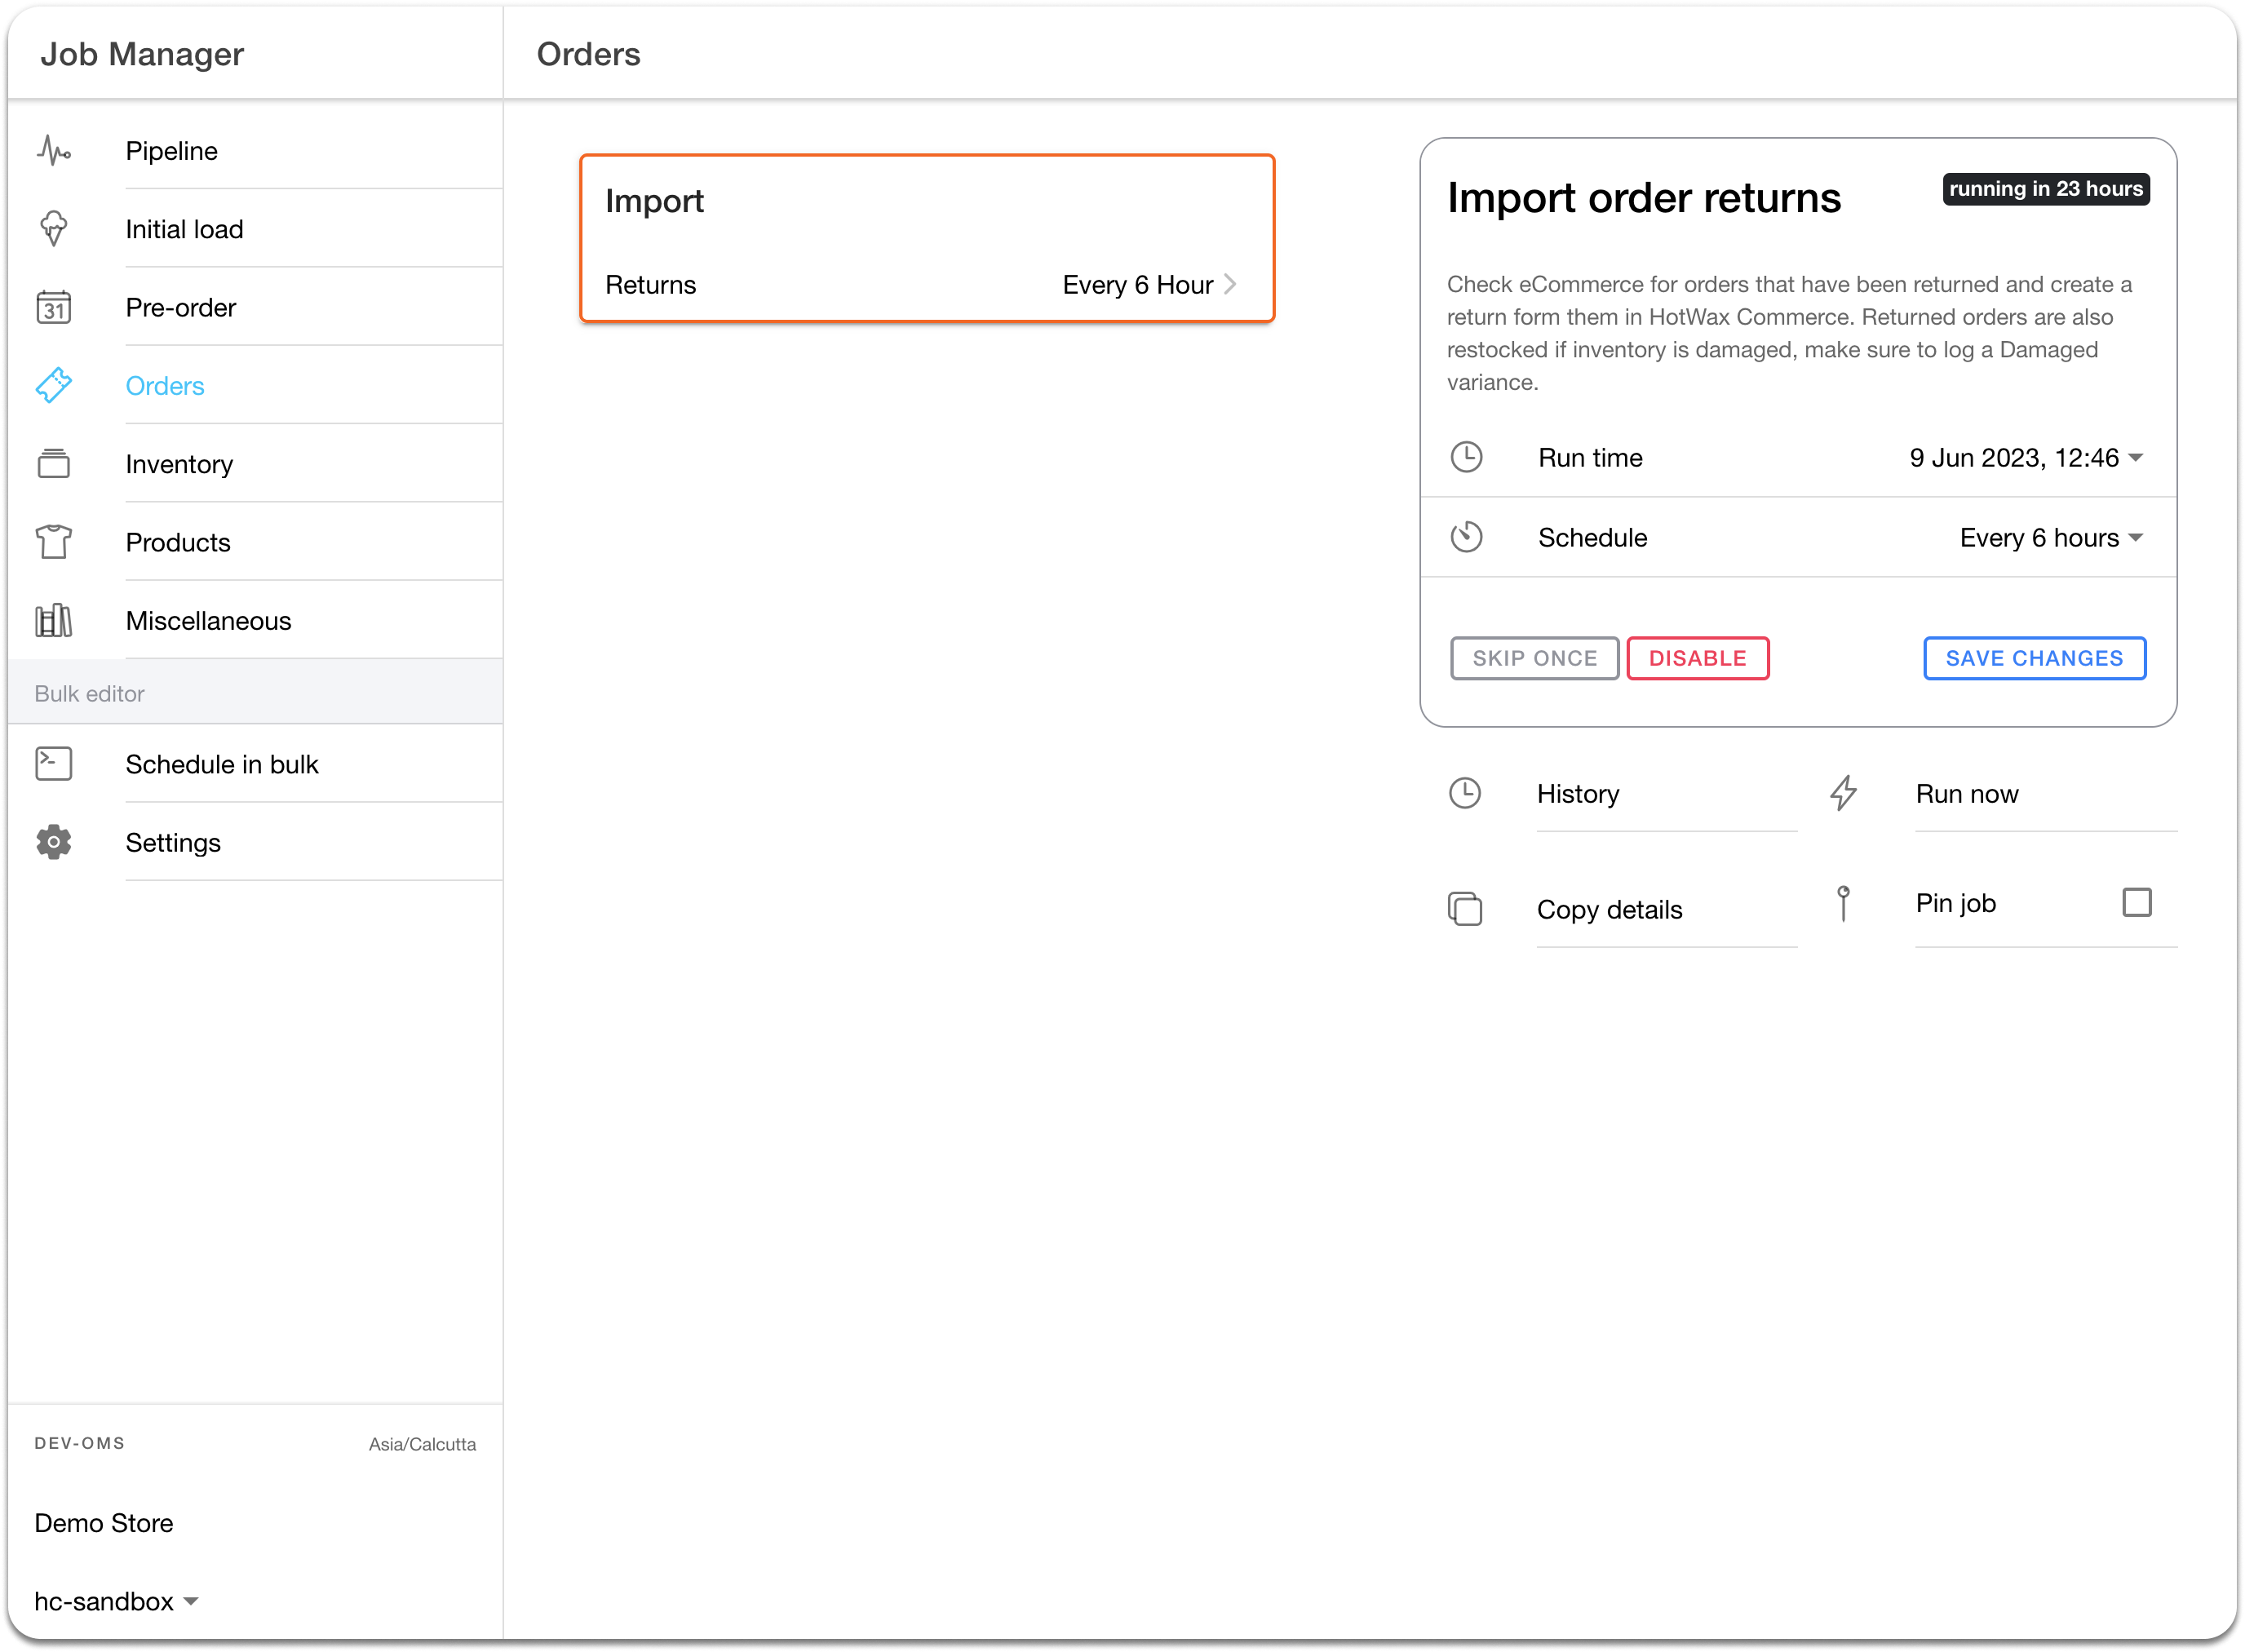 Job Manager
Pipeline
Initial load
31
Pre-order
Orders
Inventory
Products
Miscellaneous
Bulk editor
Schedule in bulk
Settings
DEV-OMS
Asia/Calcutta
Demo Store
hc-sandbox
Orders
Import
Returns
Every 6 Hour
Import order returns
running in 23 hours
Check eCommerce for orders that have been returned and create a
return form them in HotWax Commerce. Returned orders are also
restocked if inventory is damaged, make sure to log a Damaged
variance.
Run time
9 Jun 2023, 12:46
Schedule
Every 6 hours
SKIP ONCE
DISABLE
SAVE CHANGES
History
Run now
Copy details
Pin job